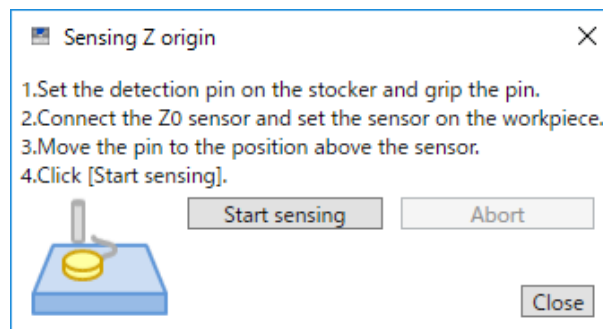 Sensing Z origin
1.Set the detection pin on the stocker and grip the pin.
2.Connect the Z0 sensor and set the sensor on the workpiece.
3.Move the pin to the position above the sensor.
4.Click [Start sensing].
Start sensing
Abort
Close